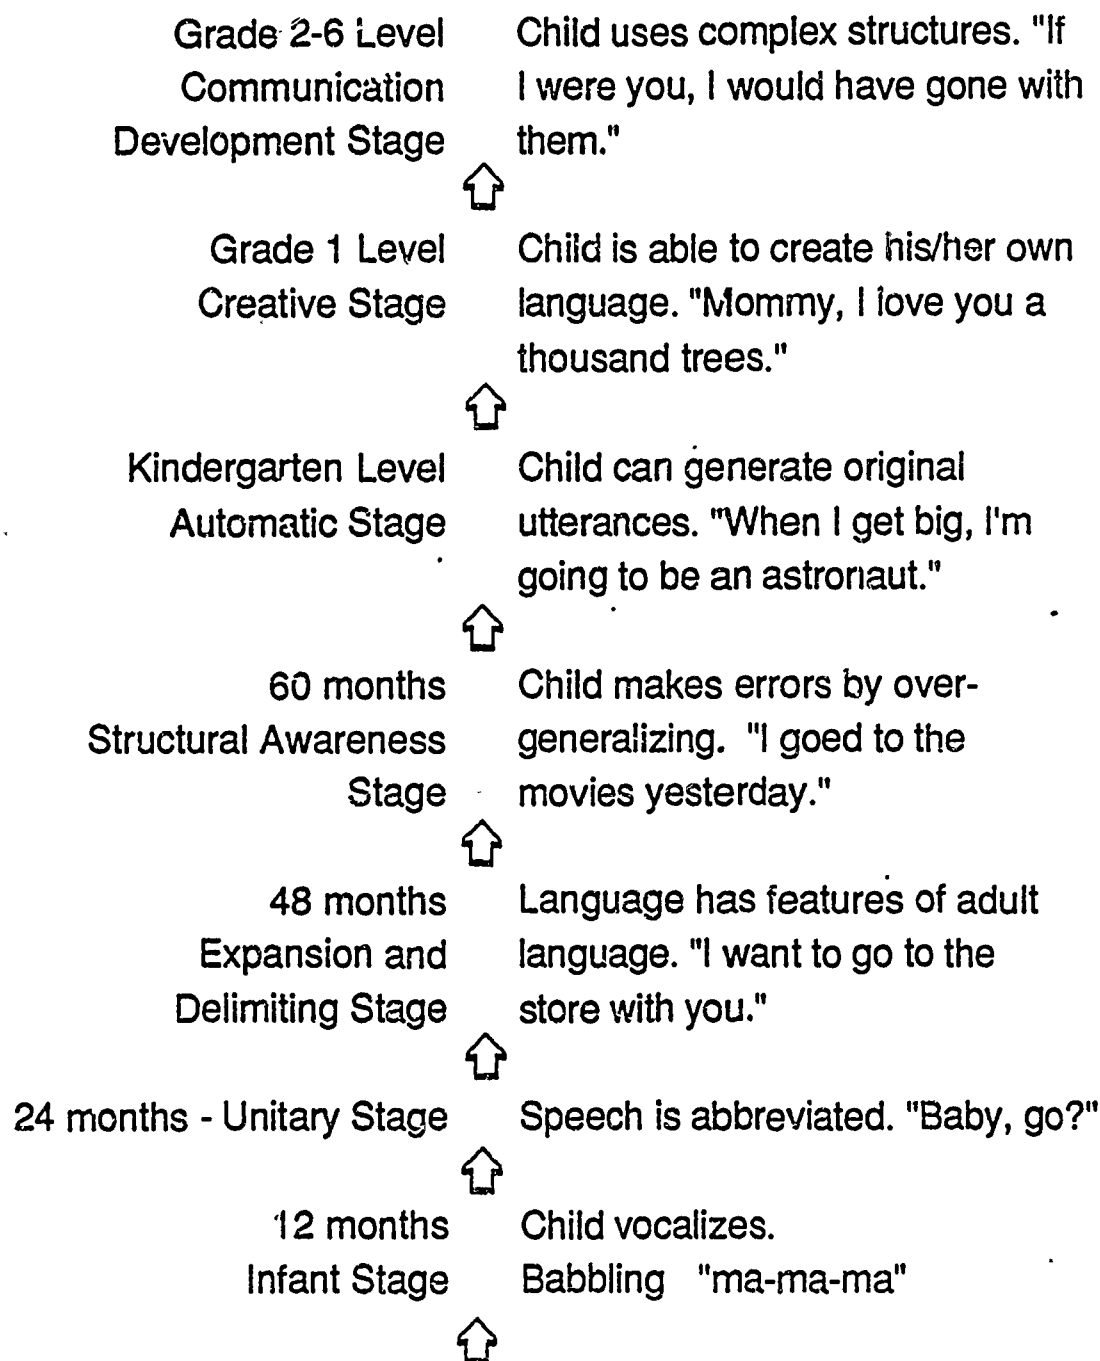 Grade 2-6 Level Child uses complex structures. "If
Communication I were you, I would have gone with
Development Stage them."
Grade 1 Level Child is able to create his/her own
Creative Stage language. "Mommy, I love you a
thousand trees."
Kindergarten Level Child can generate original
Automatic Stage utterances. "When I get big, I'm
going to be an astronaut."
60 months Child makes errors by over-
Structural Awareness generalizing. "I goed to the
Stage movies yesterday."
48 months Language has features of adult
Expansion and language. "I want to go to the
Delimiting Stage store with you."
24 months - Unitary Stage Speech is abbreviated. "Baby, go?"
12 months Child vocalizes.
Infant Stage Babbling "ma-ma-ma"